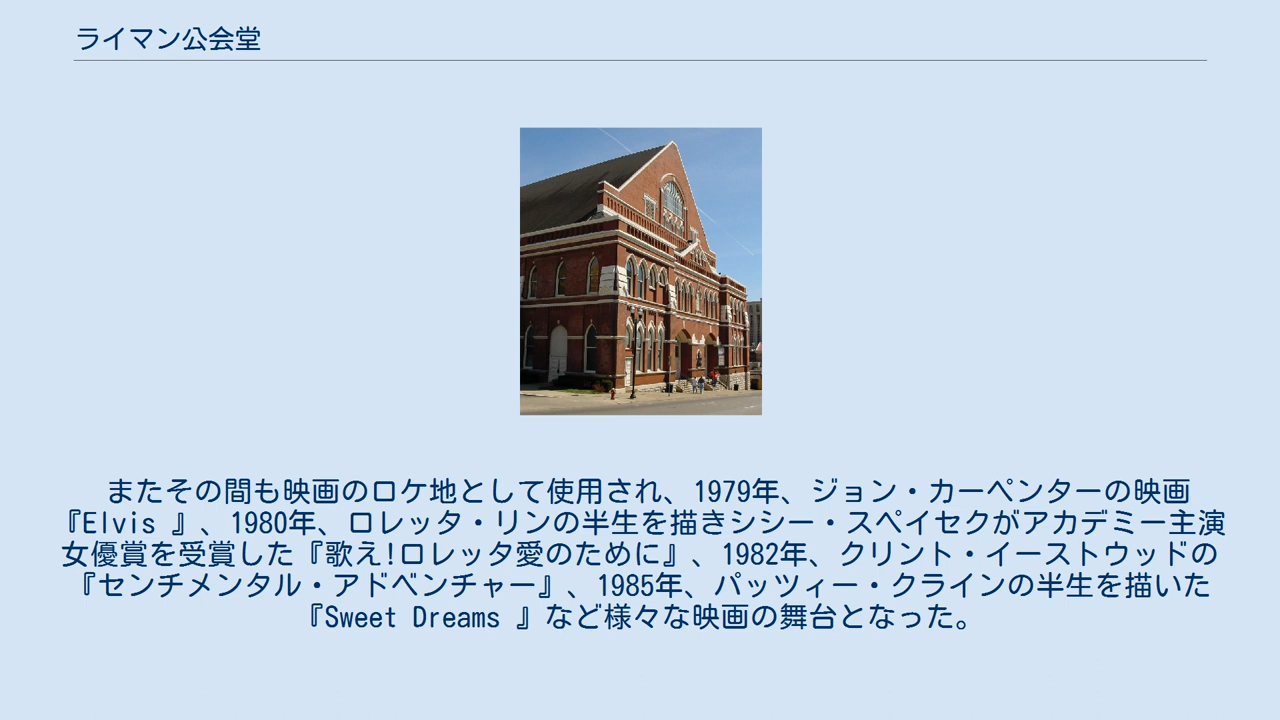 ライマン公会堂
またその間も映画のロケ地として使用され、1979年、ジョン・カーペンターの映画
『Elvis 』、1980年、ロレッタ・リンの半生を描きシシー・スペイセクがアカデミー主演
女優賞を受賞した『歌え!ロレッタ愛のために』、1982年、クリント・イーストウッドの
『センチメンタル・アドベンチャー』、1985年、パッツィー・クラインの半生を描いた
『Sweet Dreams 』など様々な映画の舞台となった。